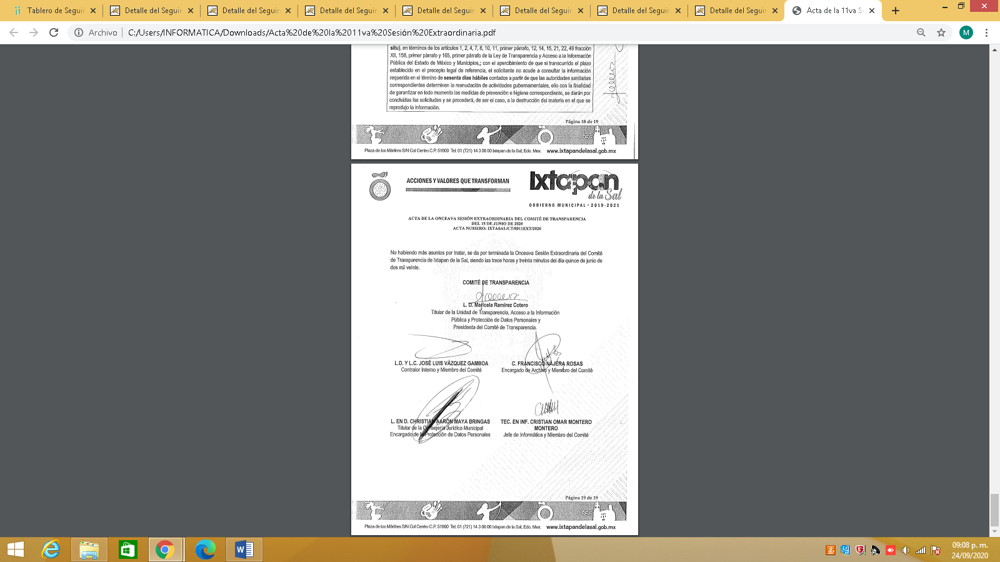 Tablero de Seguir
Detalle del Seguir
Detalle del Seguir
Detalle del Seguir
Detalle del Seguir
Detalle del Seguir
Detalle del Seguir
Detalle del Seguir
Acta de la 11va S
Archivo
C:/Users/INFORMATICA/Downloads/Acta%20de%20la%2011va%20Sesión%20Extraordinaria.pdf
M
situ), en términos de los artículos 1, 2, 4, 7, 8, 10, 11, primer párrafo, 12, 14, 15, 21, 22, 49 fracción
XII, 158, primer párrafo y 165, primer párrafo de la Ley de Transparencia y Acceso a la Información
Pública del Estado de México y Municipios,; con el apercibimiento de que si transcurrido el plazo
establecido en el precepto legal de referencia, el solicitante no acude a consultar la información
requerida en el término de sesenta días hábiles contados a partir de que las autoridades sanitarias
correspondientes determinen la reanudación de actividades gubernamentales, ello con la finalidad
de garantizar en todo momento las medidas de prevención e higiene correspondiente, se darán por
concluidas las solicitudes y se procederá, de ser el caso, a la destrucción del materia en el que se
reprodujo la información.
Página 18 de 19
Plaza de los Mártires S/N Col Centro C.P. 51900 Tel: 01 (721) 14 3 06 00 Ixtapan de la Sal, Edo. Mex. www.ixtapandelasal.gob.mx
ACCIONES Y VALORES QUE TRANSFORMAN
Ixtapan
de la Sal
GOBIERNO MUNICIPAL • 2019-2021
ACTA DE LA ONCEAVA SESIÓN EXTRAORDINARIA DEL COMITÉ DE TRANSPARENCIA
DEL 15 DE JUNIO DE 2020
ACTA NUMERO: IXTASAL/CT/0011EXT/2020
No habiendo más asuntos por tratar, se da por terminada la Onceava Sesión Extraordinaria del Comité
de Transparencia de Ixtapan de la Sal, siendo las trece horas y treinta minutos del día quince de junio de
dos mil veinte.
COMITÉ DE TRANSPARENCIA
L. D. Maricela Ramírez Cotero
Titular de la Unidad de Transparencia, Acceso a la Información
Pública y Protección de Datos Personales y
Presidenta del Comité de Transparencia.
L.D. Y L.C. JOSÉ LUIS VÁZQUEZ GAMBOA
Contralor Interno y Miembro del Comité
C. FRANCISCO NÁJERA ROSAS
Encargado de Archivo y Miembro del Comité
L. EN D. CHRISTIAN AARÓN MAYA BRINGAS
Titular de la Consejería Jurídica Municipal
Encargado de la Protección de Datos Personales
TEC. EN INF. CRISTIAN OMAR MONTERO
MONTERO
Jefe de Informática y Miembro del Comité
Página 19 de 19
Plaza de los Mártires S/N Col Centro C.P. 51900 Tel: 01 (721) 14 3 06 00 Ixtapan de la Sal, Edo. Mex. www.ixtapandelasal.gob.mx
09:08 p. m.
24/09/2020